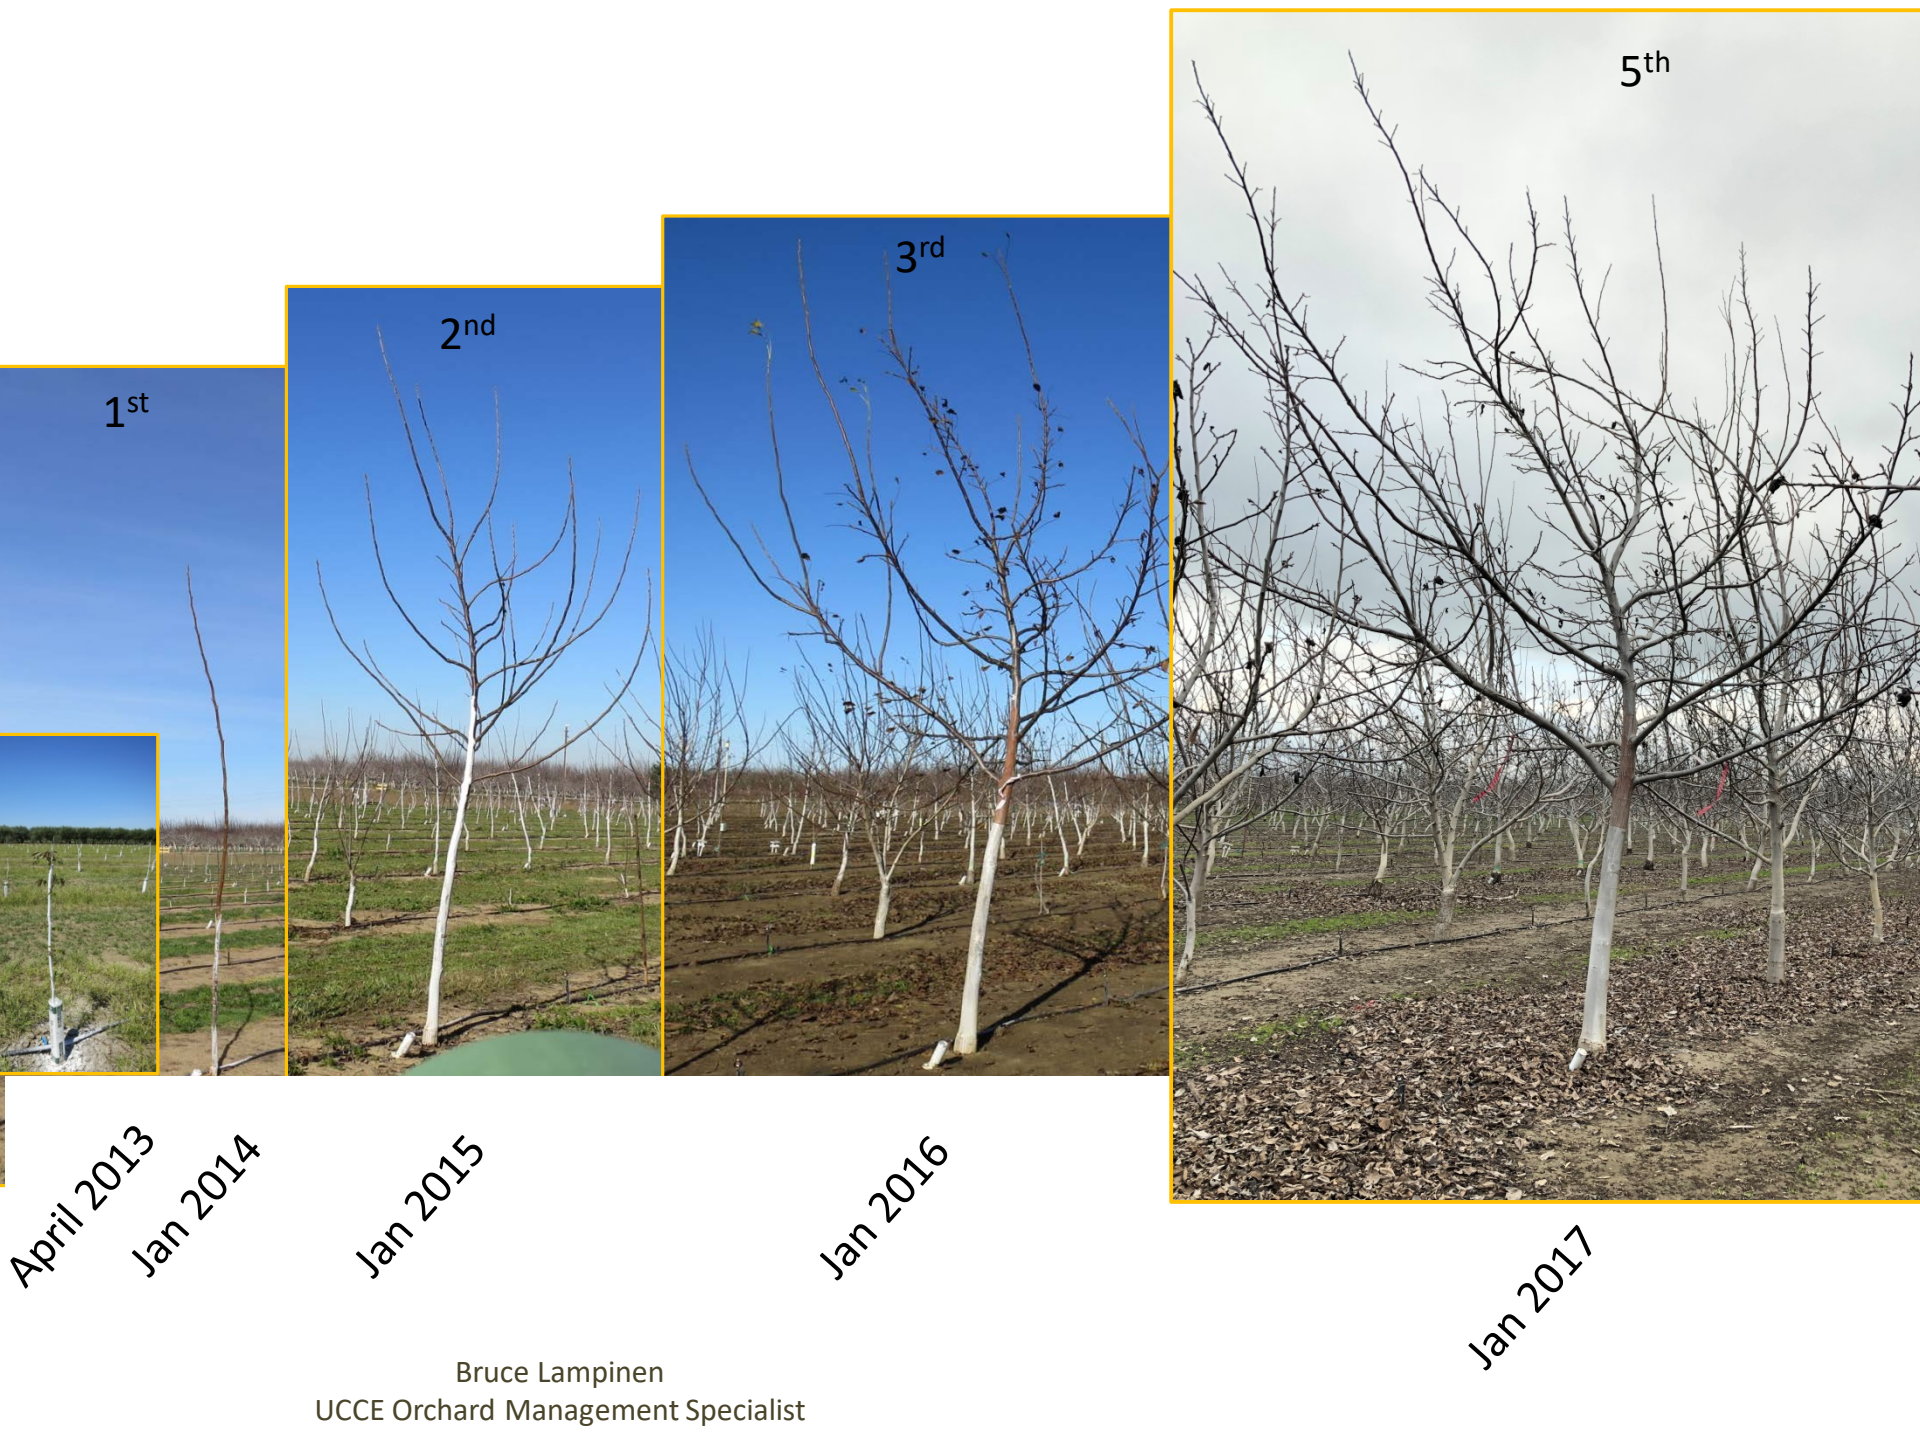 1st
2nd
3rd
5th
April 2013
Jan 2014
Jan 2015
Jan 2016
Jan 2017
Bruce Lampinen
UCCE Orchard Management Specialist